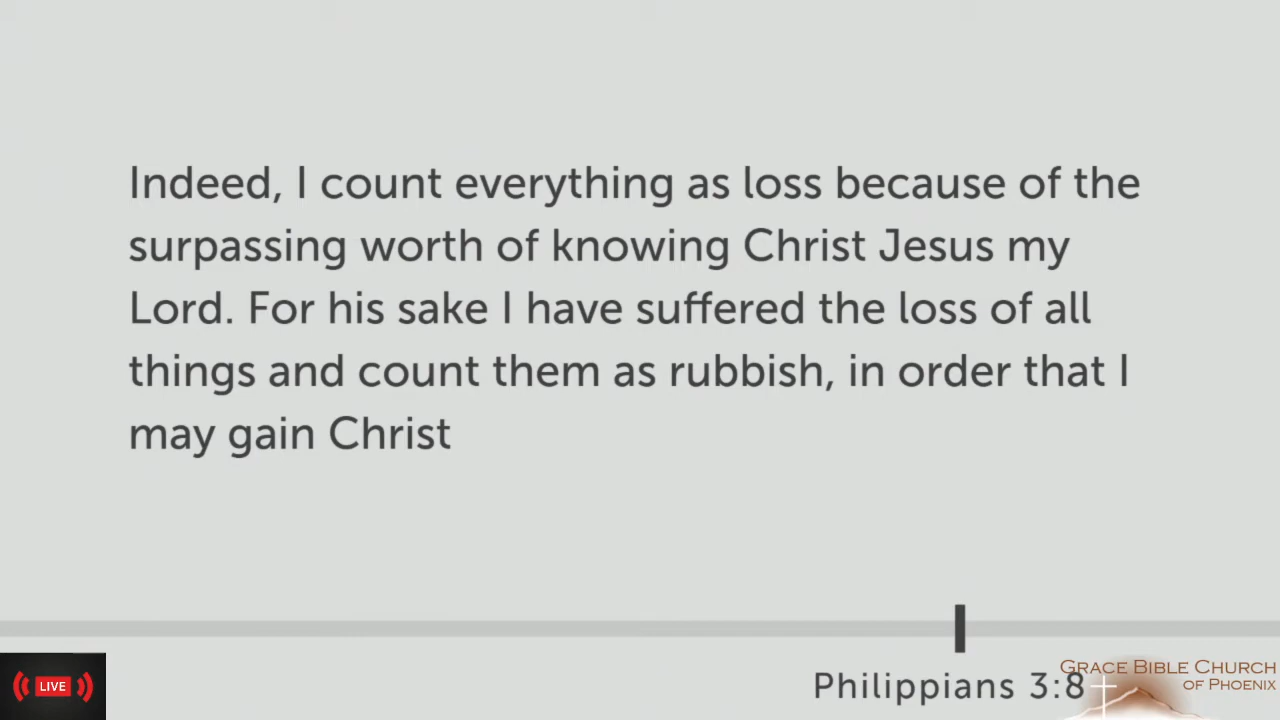 Indeed, I count everything as loss because of the
surpassing worth of knowing Christ Jesus my
Lord. For his sake I have suffered the loss of all
things and count them as rubbish, in order that I
may gain Christ
LIVE
Philippians 3:8
GRACE BIBLE CHURCH
OF PHOENIX